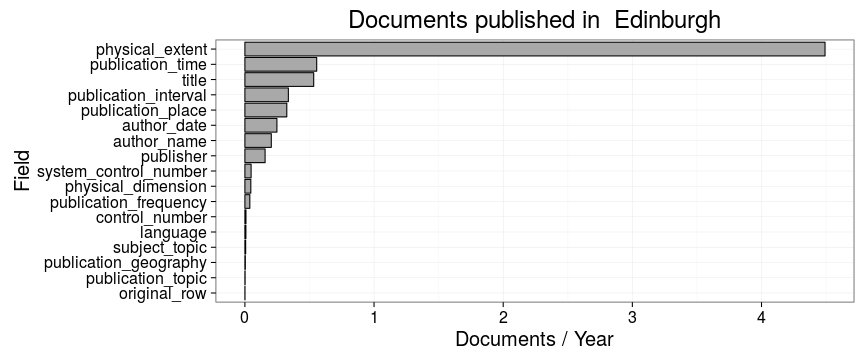 Documents published in  Edinburgh
physical_extent
publication_time
title
publication_interval
publication_place
author_date
author_name
publisher
system_control_number
physical_dimension
publication_frequency
control_number
language
subject_topic
publication_geography
publication_topic
original_row
Field
0 1 2 3 4
Documents / Year